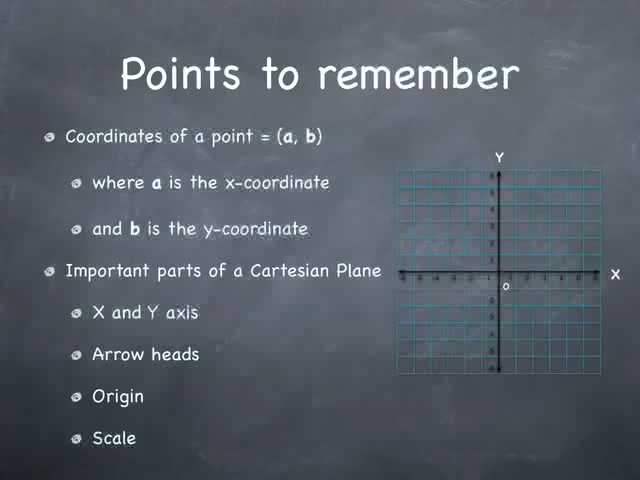 Points to remember
Coordinates of a point = (a, b)
where a is the x-coordinate
and b is the y-coordinate
Important parts of a Cartesian Plane
X and Y axis
Arrow heads
Origin
Scale
Y
X
O